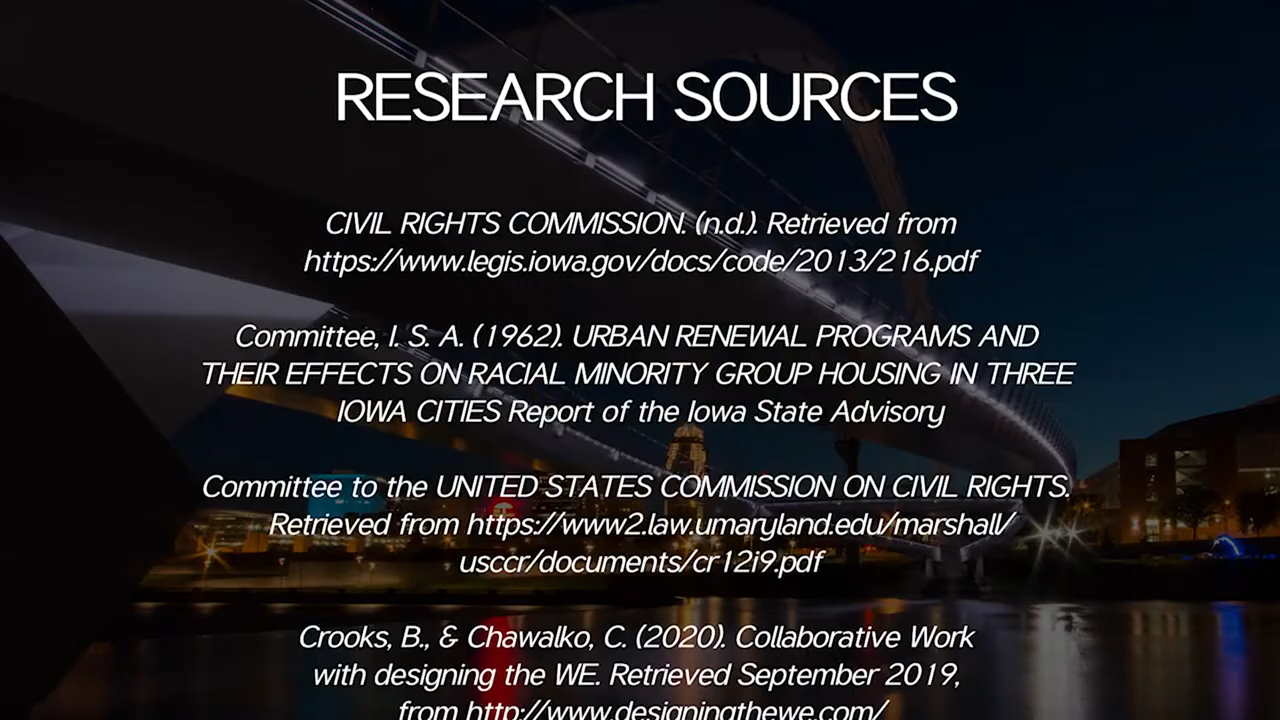 RESEARCH SOURCES
CIVIL RIGHTS COMMISSION. (n.d.). Retrieved from
https://www.legis.iowa.gov/docs/code/2013/216.pdf
Committee, I. S. A. (1962). URBAN RENEWAL PROGRAMS AND
THEIR EFFECTS ON RACIAL MINORITY GROUP HOUSING IN THREE
IOWA CITIES Report of the Iowa State Advisory
Committee to the UNITED STATES COMMISSION ON CIVIL RIGHTS.
Retrieved from https://www2.law.umaryland.edu/marshall/
usccr/documents/cr12i9.pdf
Crooks, B., & Chawalko, C. (2020). Collaborative Work
with designing the WE. Retrieved September 2019,
from http://www.designingthewe.com/